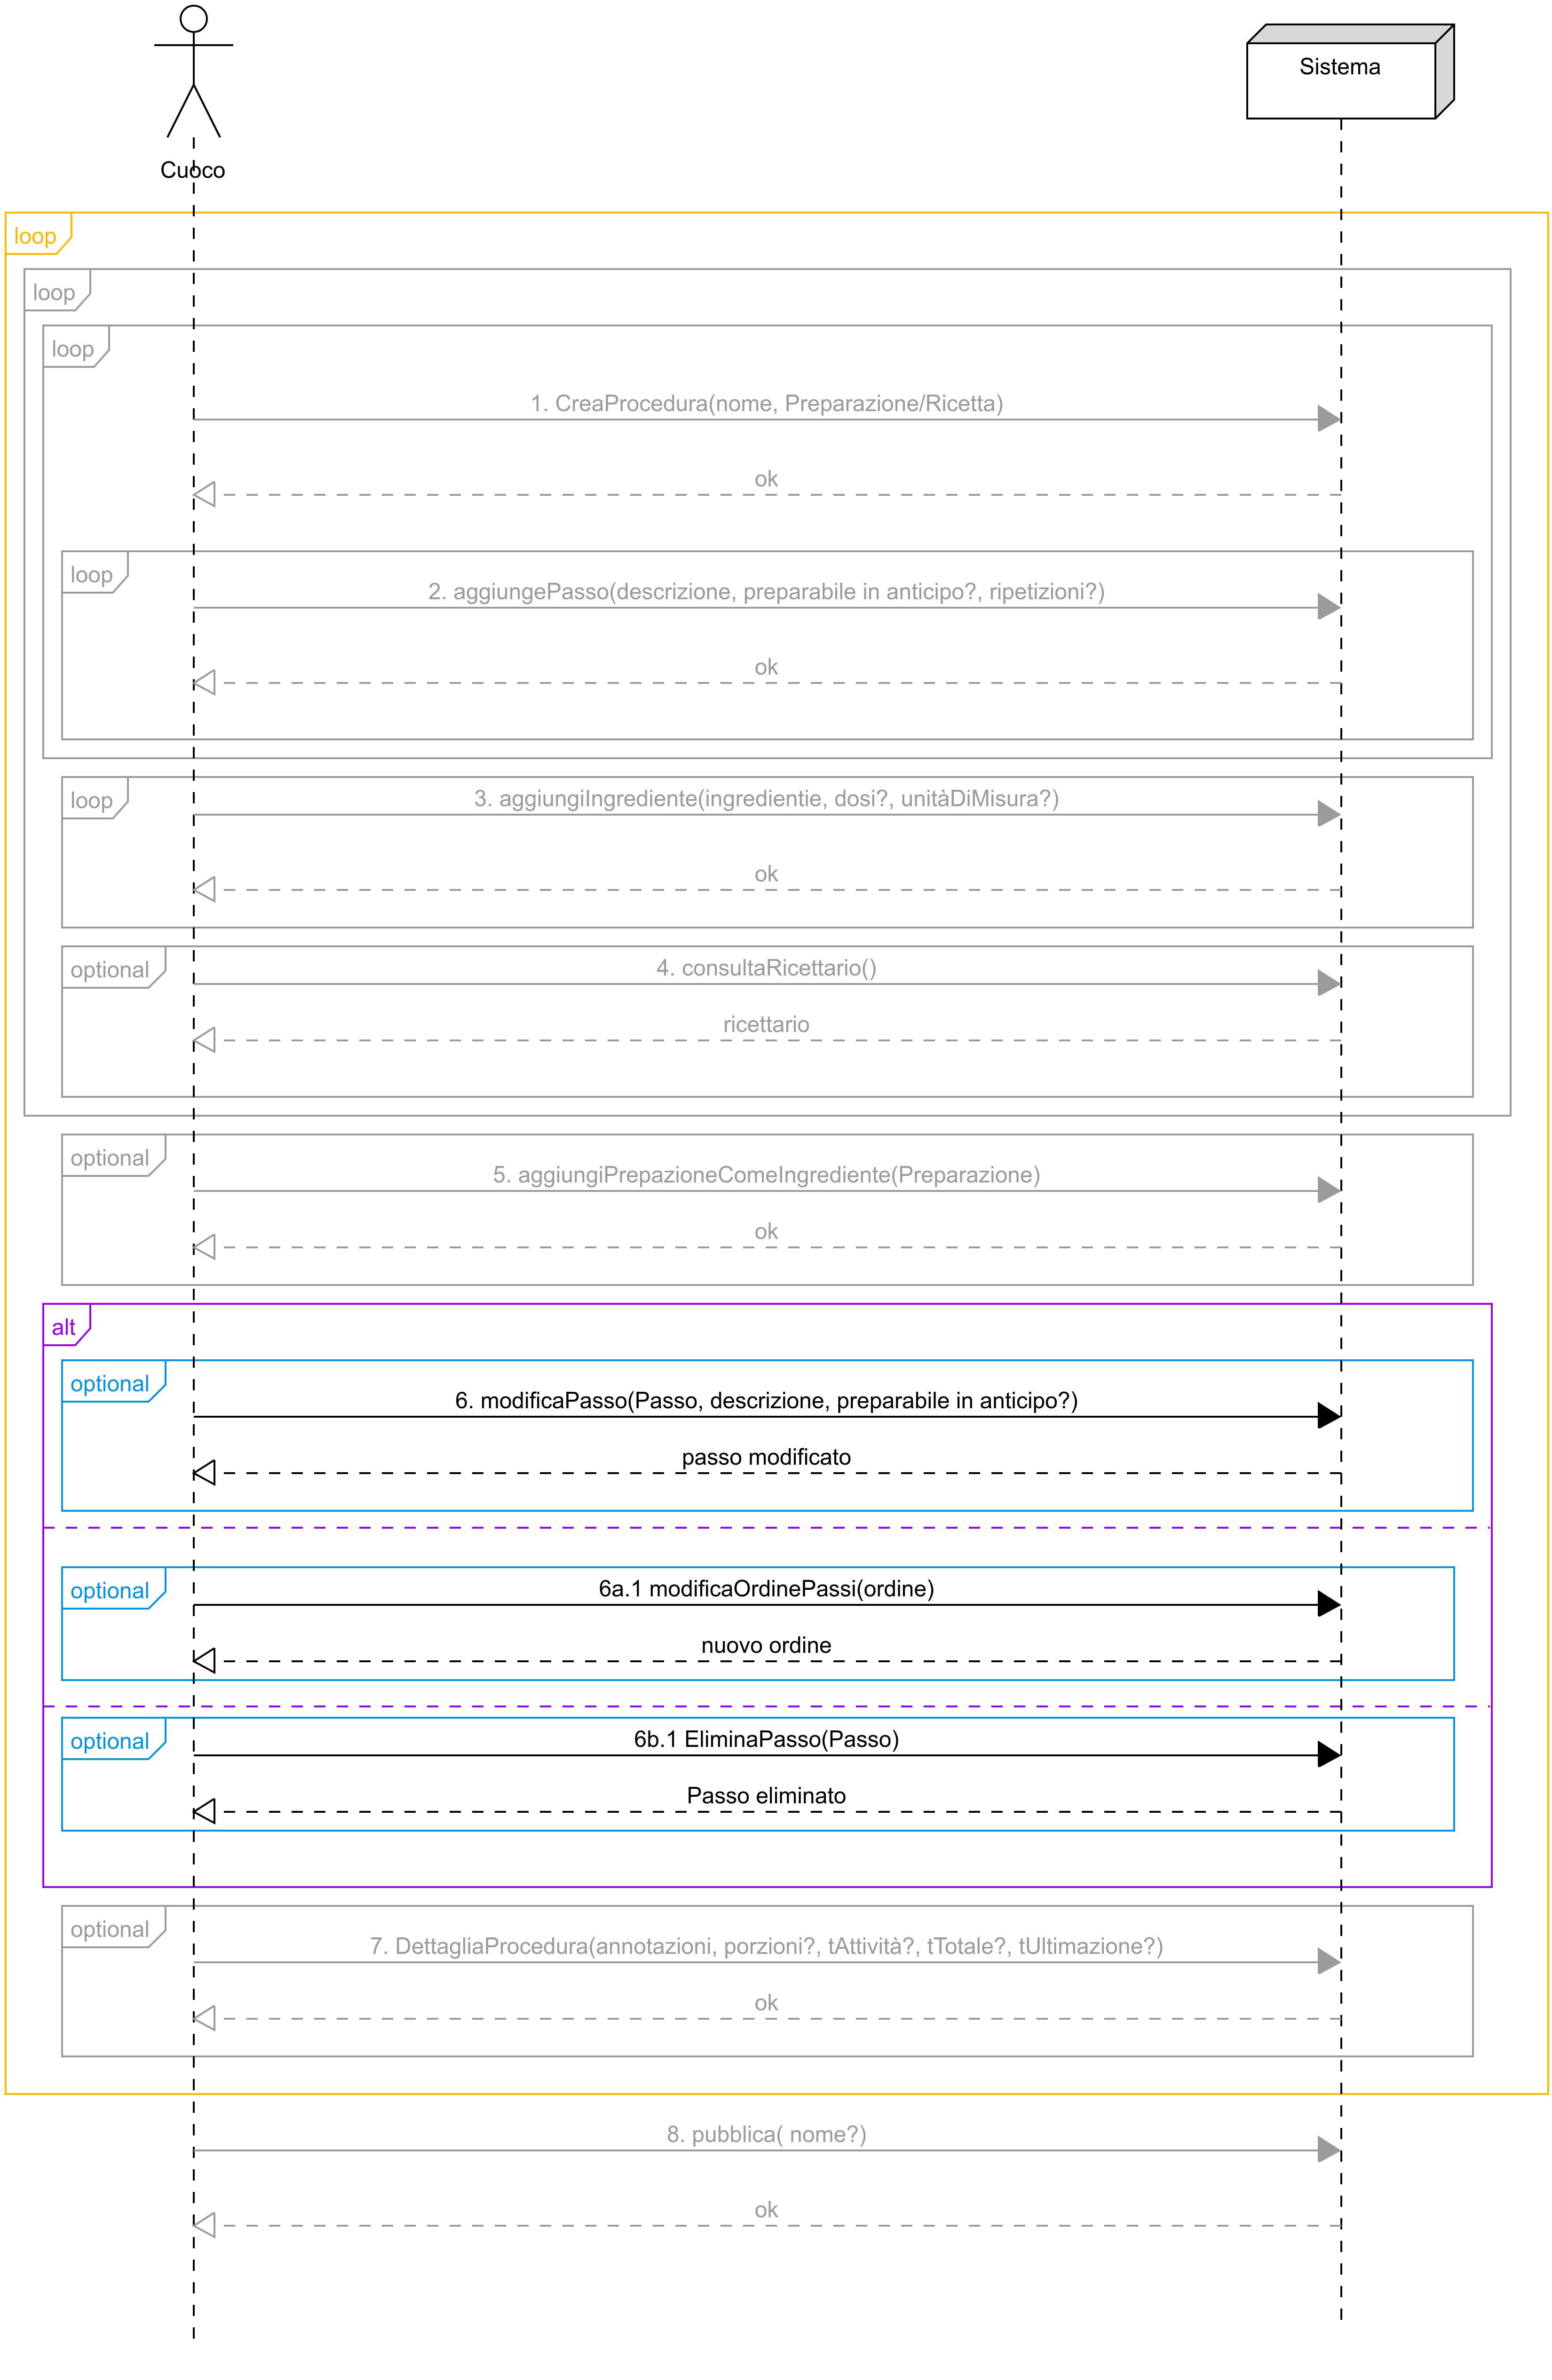 Sistema
Cuoco
loop
loop
loop
1. CreaProcedura(nome, Preparazione/Ricetta)
ok
loop
2. aggiungePasso(descrizione, preparabile in anticipo?, ripetizioni?)
ok
loop
3. aggiungiIngrediente(ingredientie, dosi?, unitàDiMisura?)
ok
optional
4. consultaRicettario()
ricettario
optional
5. aggiungiPrepazioneComeIngrediente(Preparazione)
ok
alt
optional
6. modificaPasso(Passo, descrizione, preparabile in anticipo?)
passo modificato
optional
6a.1 modificaOrdinePassi(ordine)
nuovo ordine
optional
6b.1 EliminaPasso(Passo)
Passo eliminato
optional
7. DettagliaProcedura(annotazioni, porzioni?, tAttività?, tTotale?, tUltimazione?)
ok
8. pubblica( nome?)
ok